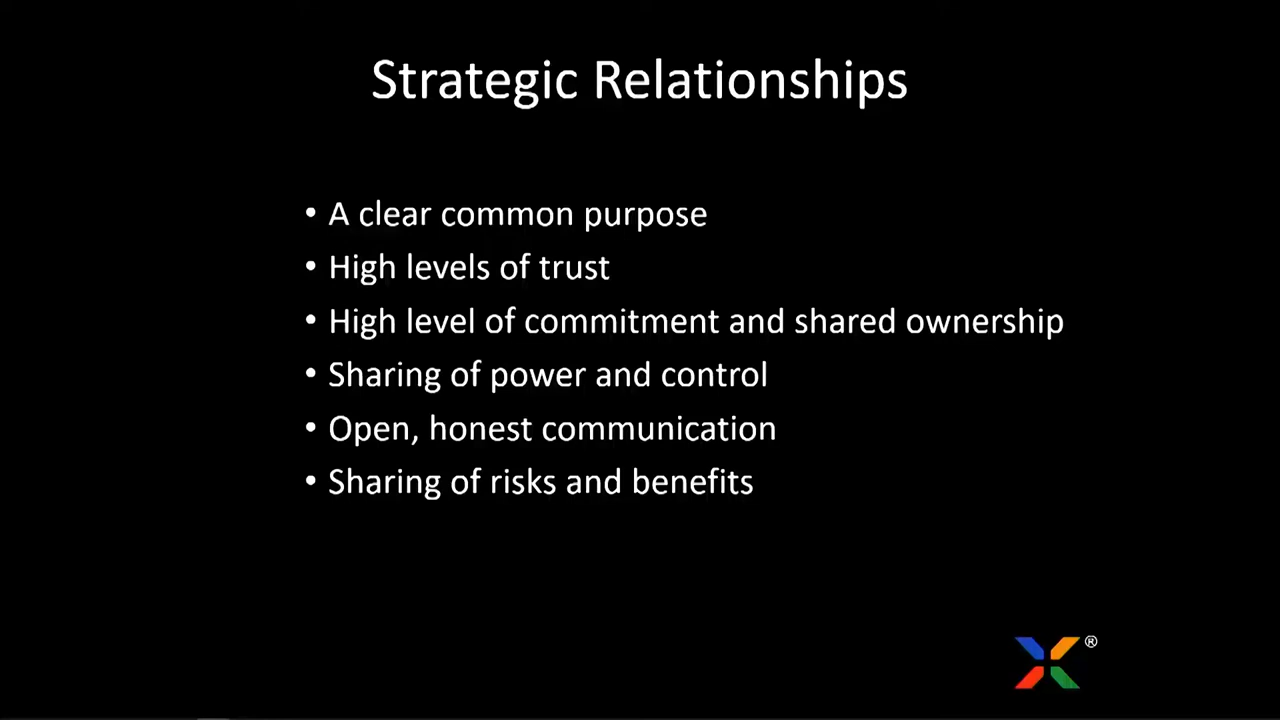 Strategic Relationships
• A clear common purpose
• High levels of trust
• High level of commitment and shared ownership
• Sharing of power and control
• Open, honest communication
• Sharing of risks and benefits
®